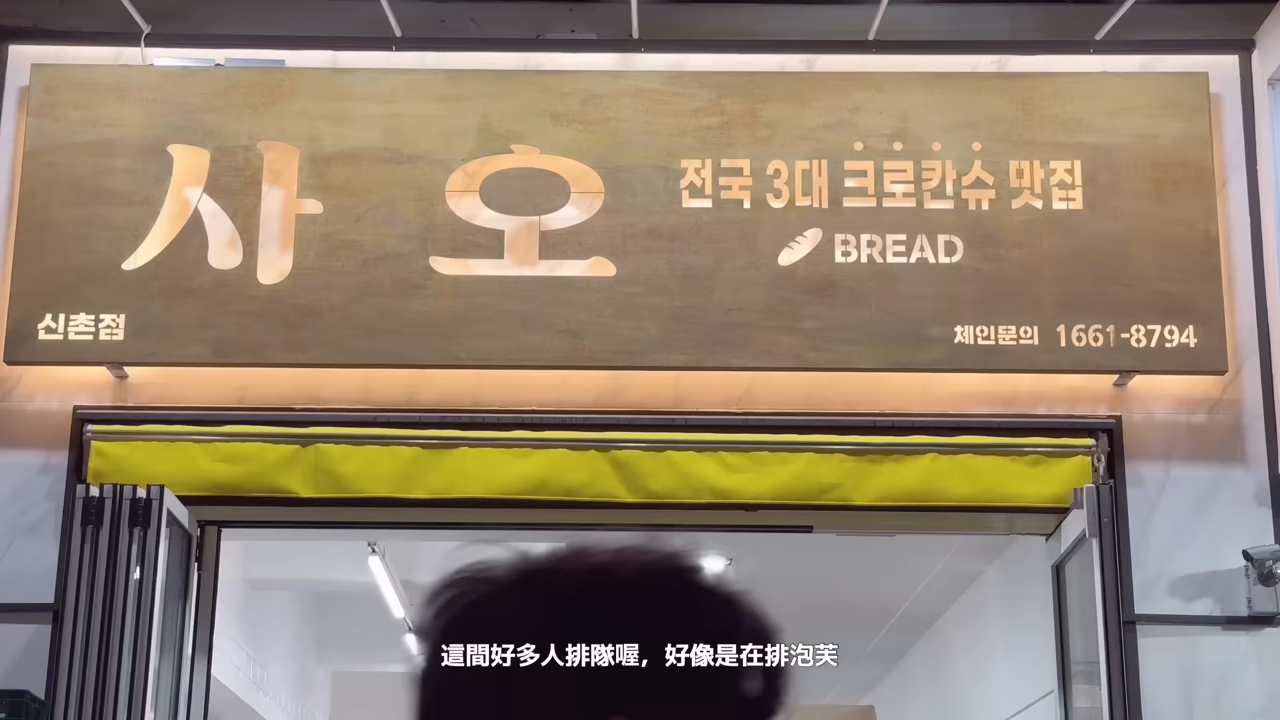 사오
전국 3대 크로칸슈 맛집
BREAD
신촌점
체인문의 1661-8794
這間好多人排隊喔，好像是在排泡芙